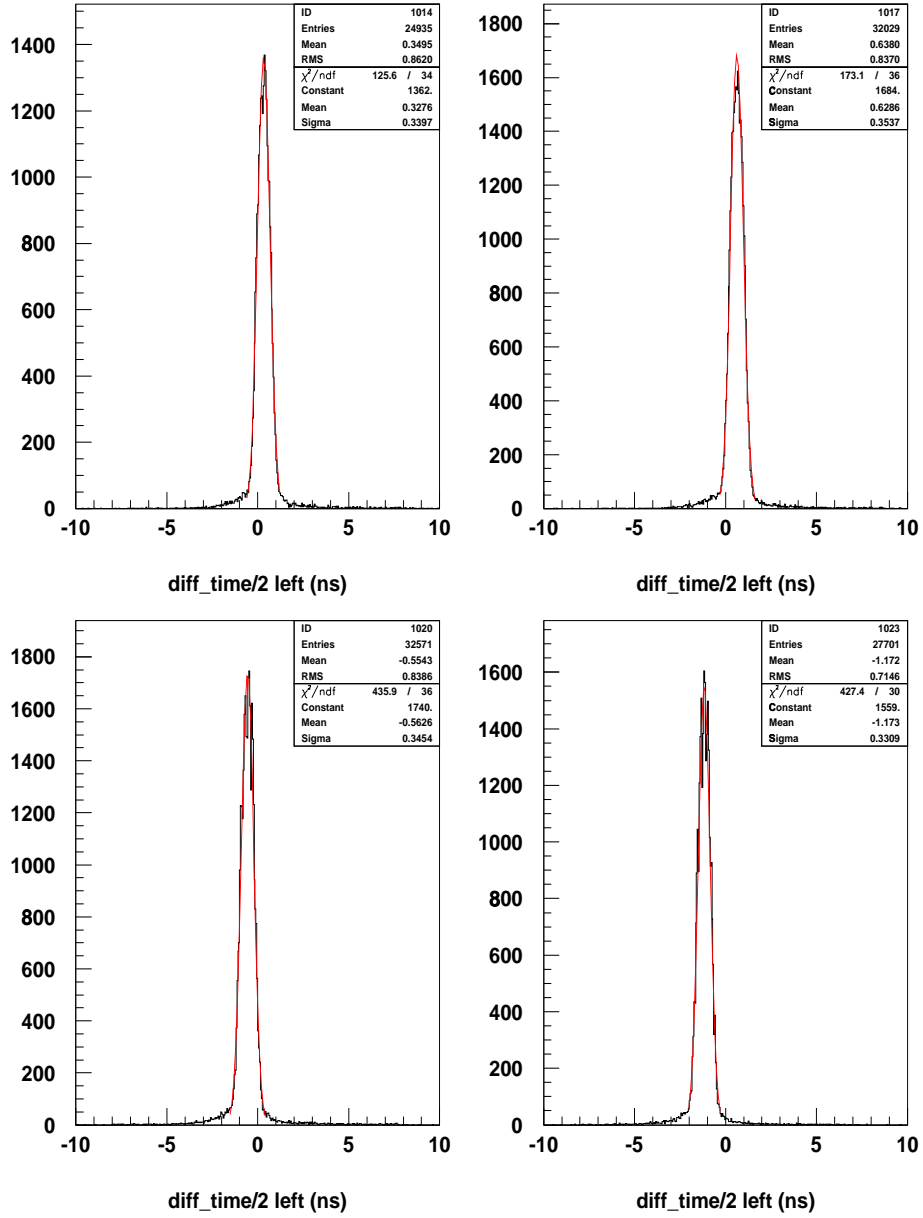 ID 1014
Entries 24935
Mean 0.3495
RMS 0.8620
χ²/ndf 125.6 / 34
Constant 1362.
Mean 0.3276
Sigma 0.3397
1400
1200
1000
800
600
400
200
0
-10 -5 0 5 10
diff_time/2 left (ns)
ID 1017
Entries 32029
Mean 0.6380
RMS 0.8370
χ²/ndf 173.1 / 36
Constant 1684.
Mean 0.6286
Sigma 0.3537
1800
1600
1400
1200
1000
800
600
400
200
0
-10 -5 0 5 10
diff_time/2 left (ns)
ID 1020
Entries 32571
Mean -0.5543
RMS 0.8386
χ²/ndf 435.9 / 36
Constant 1740.
Mean -0.5626
Sigma 0.3454
1800
1600
1400
1200
1000
800
600
400
200
0
-10 -5 0 5 10
diff_time/2 left (ns)
ID 1023
Entries 27701
Mean -1.172
RMS 0.7146
χ²/ndf 427.4 / 30
Constant 1559.
Mean -1.173
Sigma 0.3309
1600
1400
1200
1000
800
600
400
200
0
-10 -5 0 5 10
diff_time/2 left (ns)